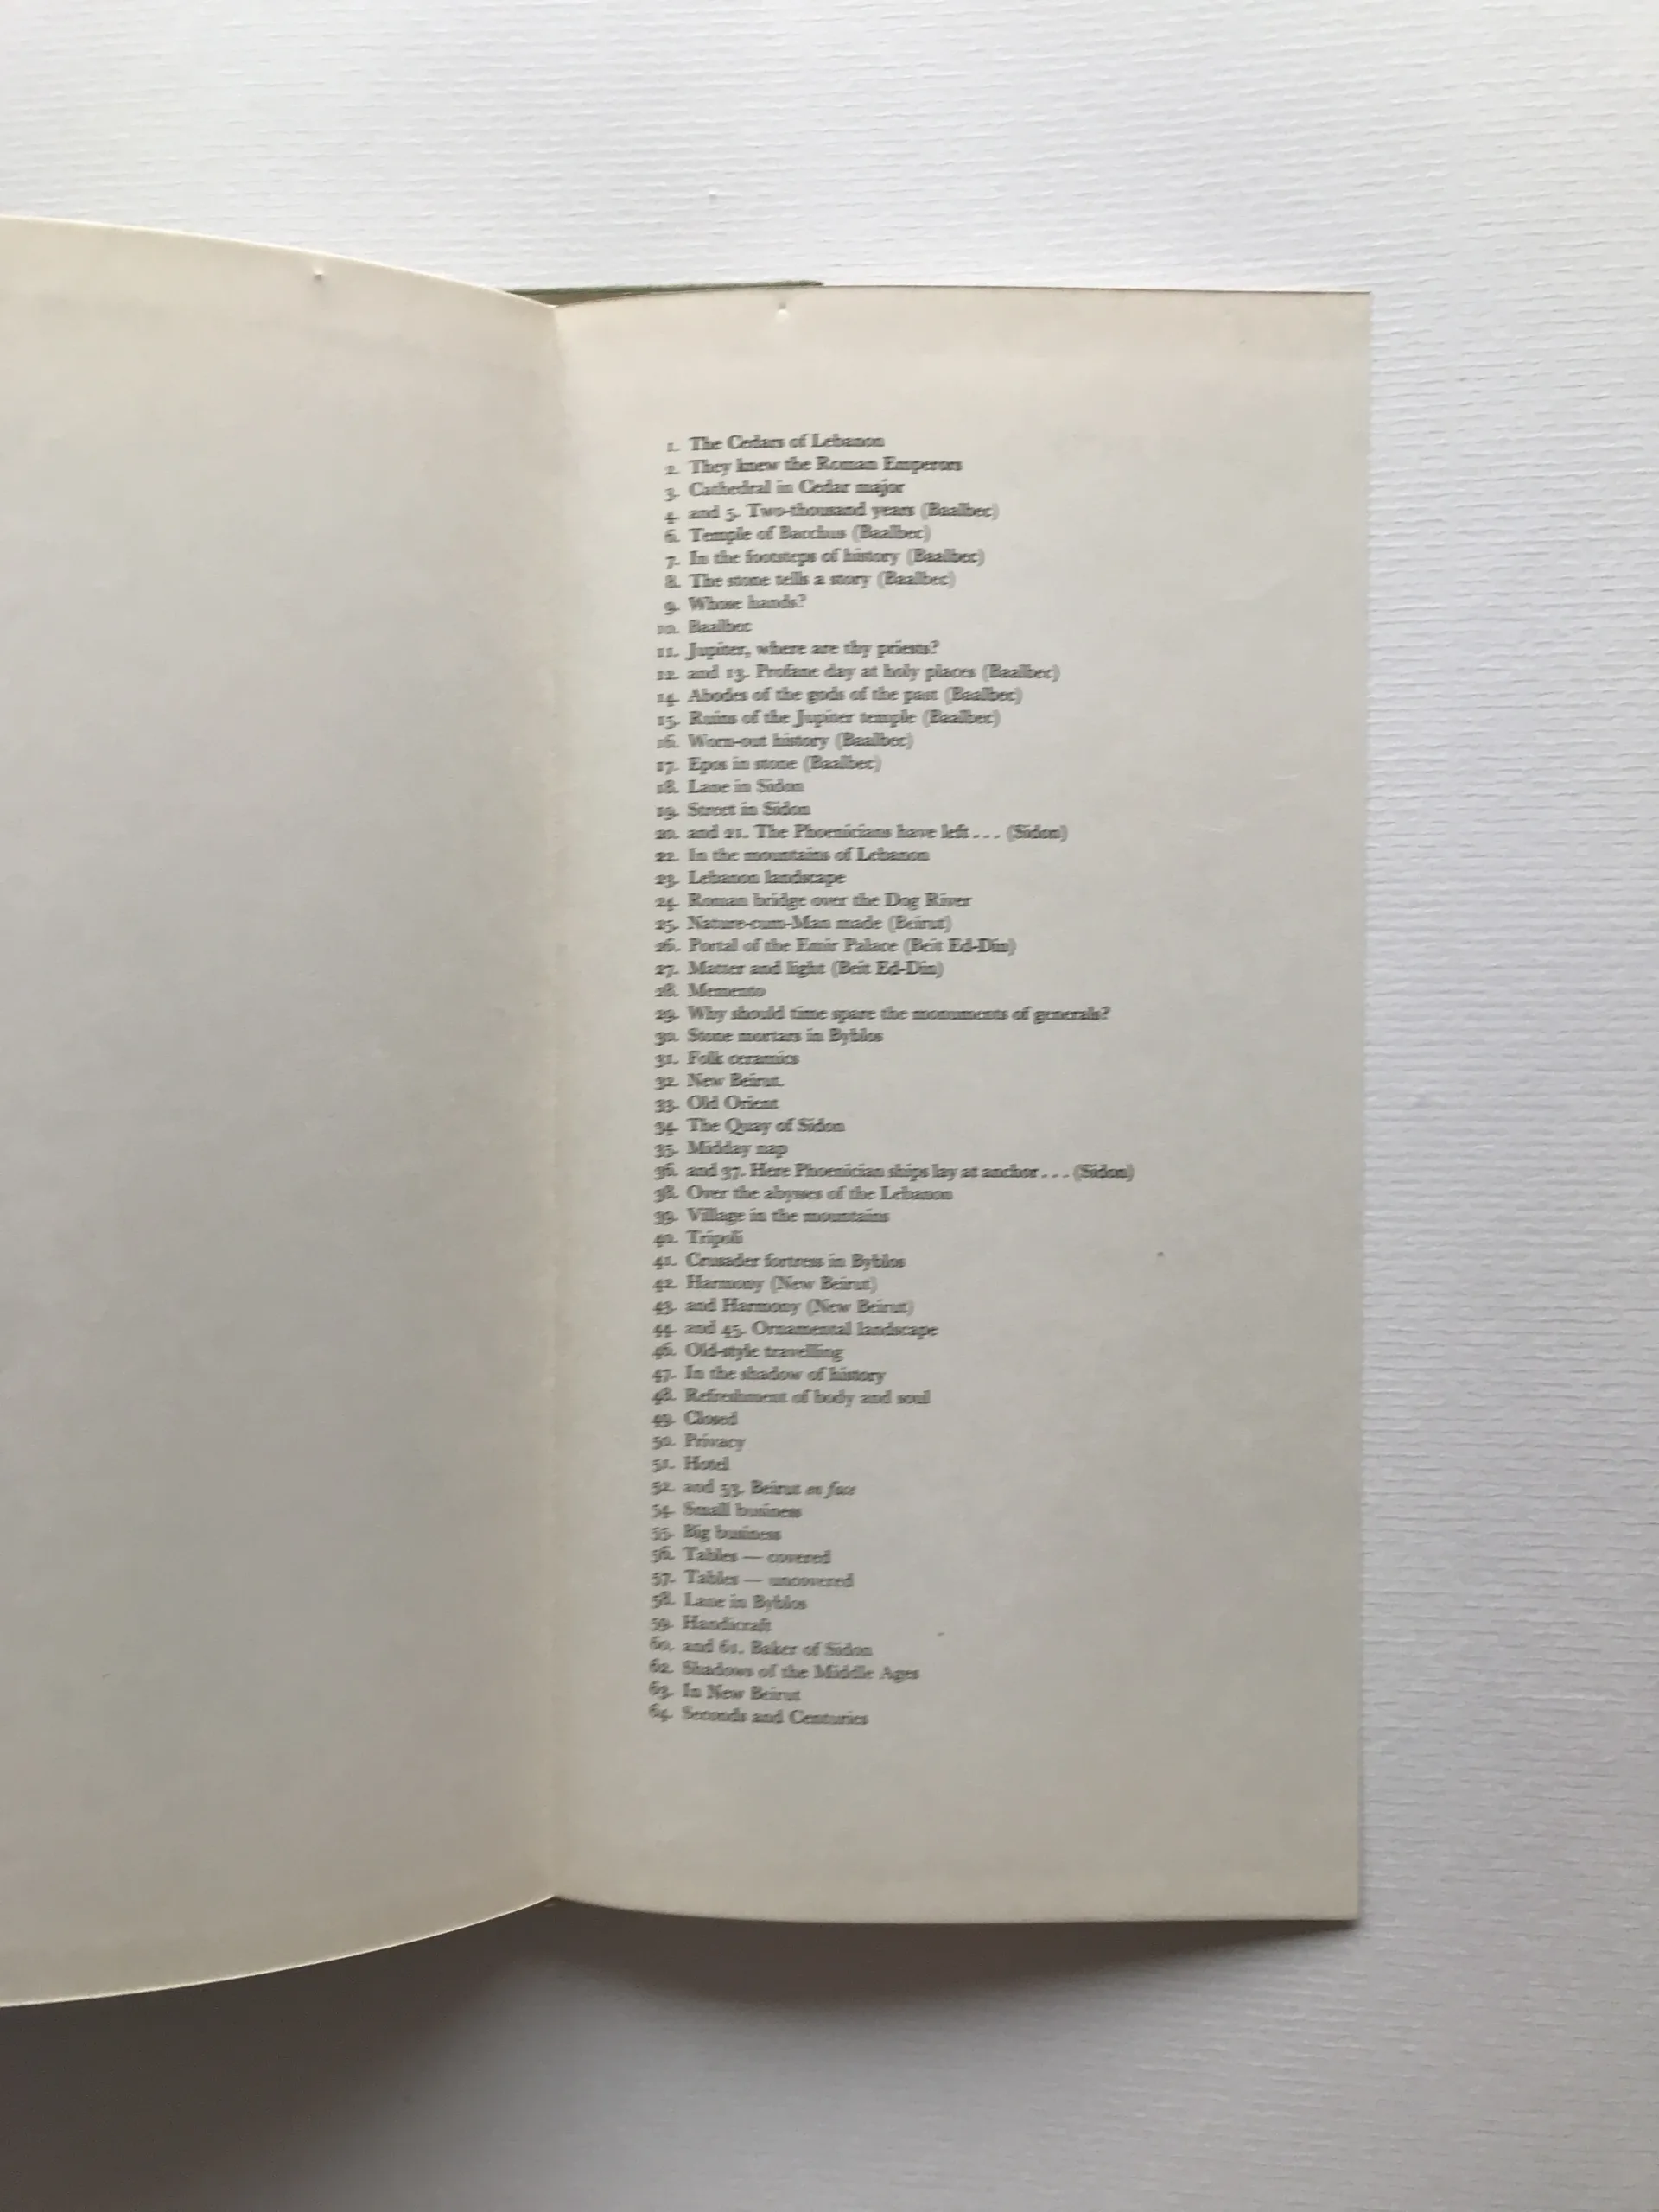 1. The Cedars of Lebanon
2. They knew the Roman Emperors
3. Cathedral in Cedar major
4. and 5. Two-thousand years (Baalbec)
6. Temple of Bacchus (Baalbec)
7. In the footsteps of history (Baalbec)
8. The stone tells a story (Baalbec)
9. Whose hands?
10. Baalbec
11. Jupiter, where are thy priests?
12. and 13. Profane day at holy places (Baalbec)
14. Abodes of the gods of the past (Baalbec)
15. Ruins of the Jupiter temple (Baalbec)
16. Worn-out history (Baalbec)
17. Epos in stone (Baalbec)
18. Lane in Sidon
19. Street in Sidon
20. and 21. The Phoenicians have left . . . (Sidon)
22. In the mountains of Lebanon
23. Lebanon landscape
24. Roman bridge over the Dog River
25. Nature-cum-Man made (Beirut)
26. Portal of the Emir Palace (Beit Ed-Din)
27. Matter and light (Beit Ed-Din)
28. Memento
29. Why should time spare the monuments of generals?
30. Stone mortars in Byblos
31. Folk ceramics
32. New Beirut.
33. Old Orient
34. The Quay of Sidon
35. Midday nap
36. and 37. Here Phoenician ships lay at anchor . . . (Sidon)
38. Over the abysses of the Lebanon
39. Village in the mountains
40. Tripoli
41. Crusader fortress in Byblos
42. Harmony (New Beirut)
43. and Harmony (New Beirut)
44. and 45. Ornamental landscape
46. Old-style travelling
47. In the shadow of history
48. Refreshment of body and soul
49. Closed
50. Privacy
51. Hotel
52. and 53. Beirut en face
54. Small business
55. Big business
56. Tables — covered
57. Tables — uncovered
58. Lane in Byblos
59. Handicraft
60. and 61. Baker of Sidon
62. Shadows of the Middle Ages
63. In New Beirut
64. Seconds and Centuries